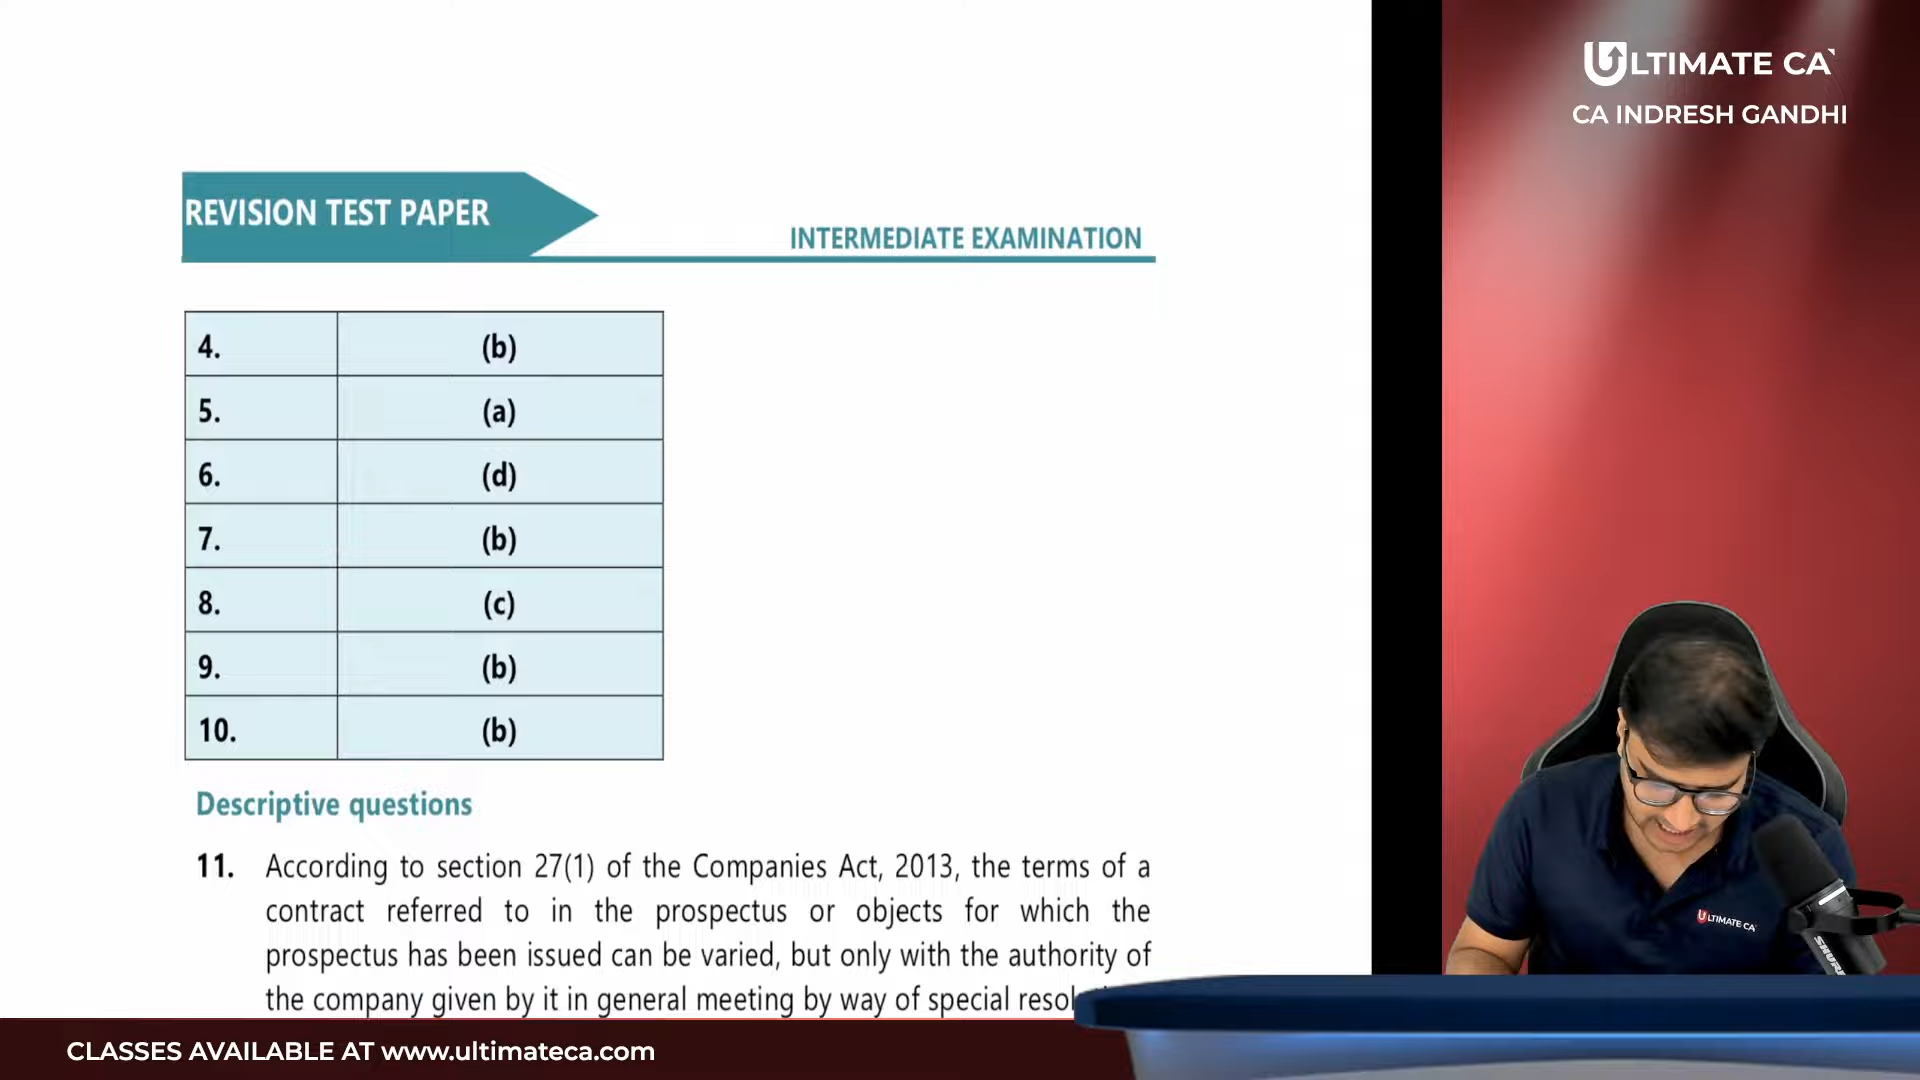 ULTIMATE CA
CA INDRESH GANDHI
REVISION TEST PAPER
INTERMEDIATE EXAMINATION
4. (b)
5. (a)
6. (d)
7. (b)
8. (c)
9. (b)
10. (b)
Descriptive questions
11. According to section 27(1) of the Companies Act, 2013, the terms of a
contract referred to in the prospectus or objects for which the
prospectus has been issued can be varied, but only with the authority of
the company given by it in general meeting by way of special
ULTIMATE CA
SHURE
CLASSES AVAILABLE AT www.ultimateca.com